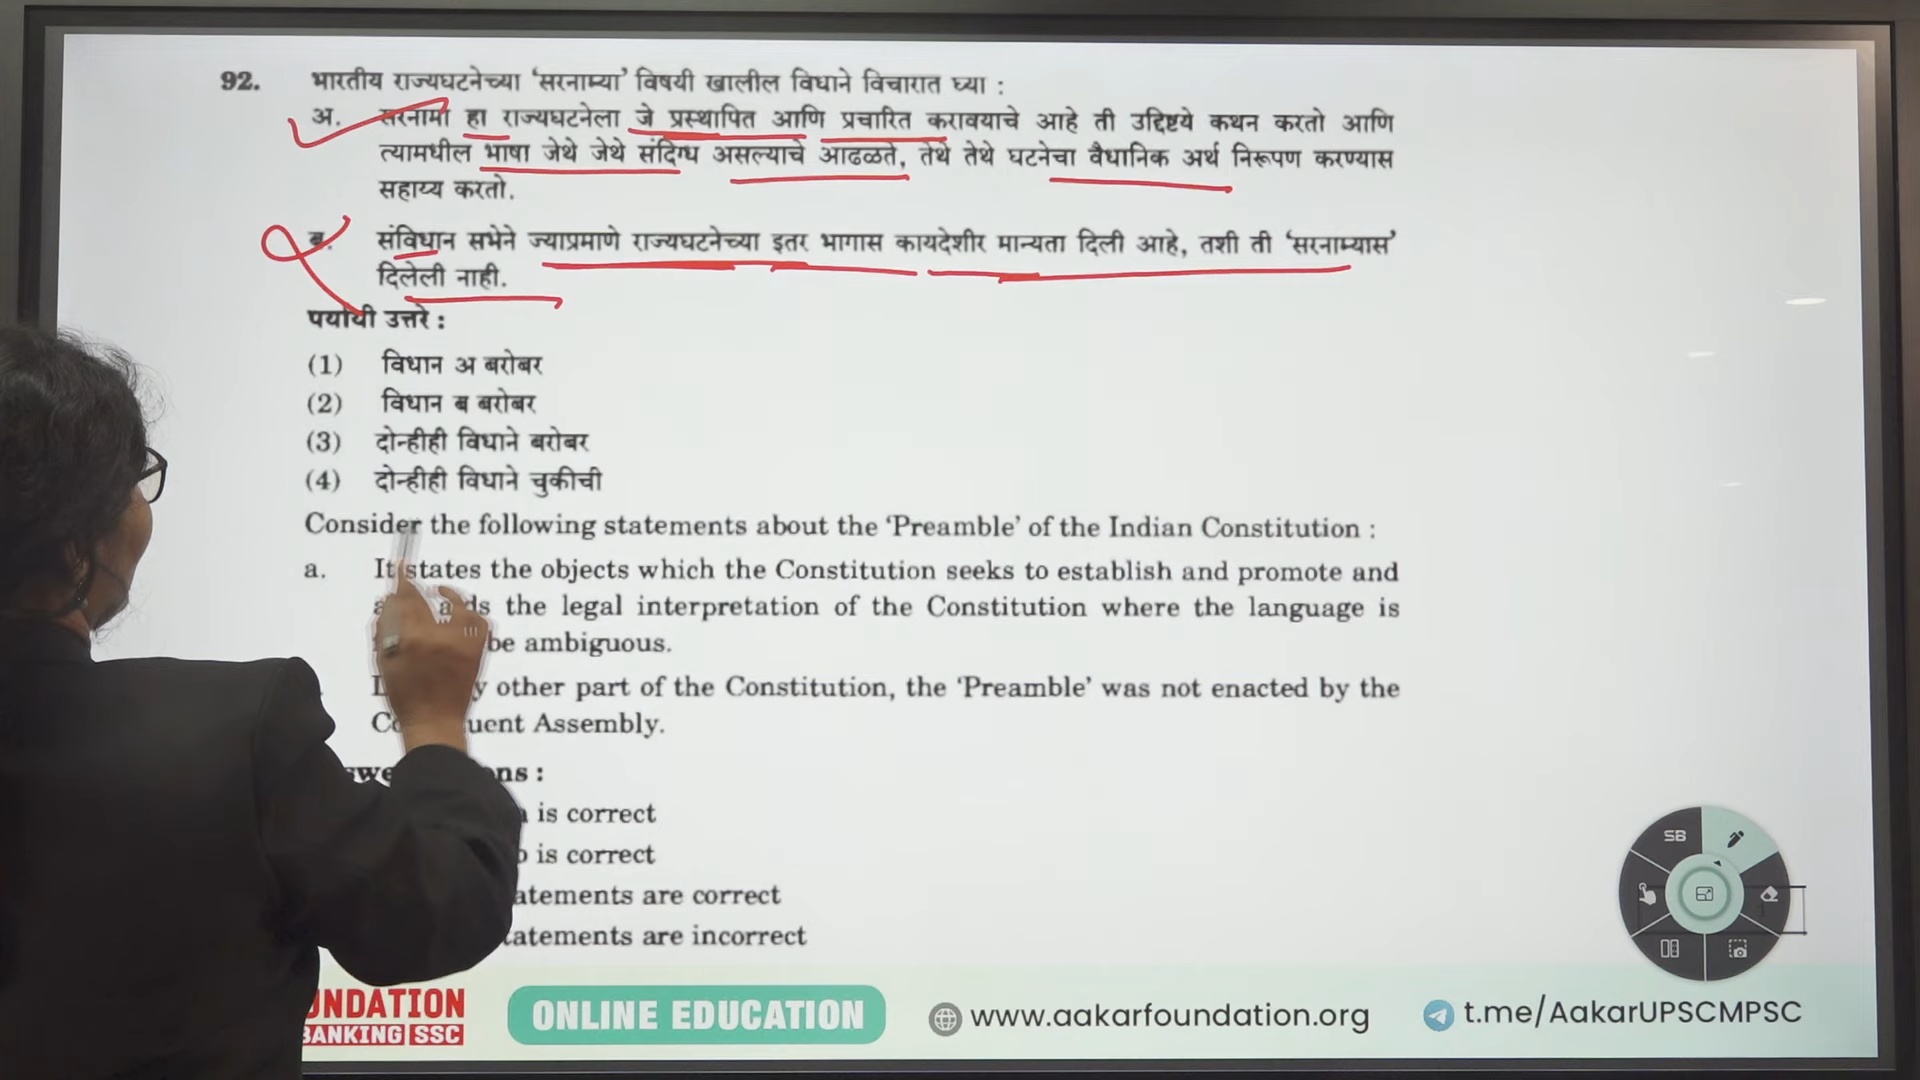 92. भारतीय राज्यघटनेच्या ‘सरनाम्या’ विषयी खालील विधाने विचारात घ्या :
अ. सरनामा हा राज्यघटनेला जे प्रस्थापित आणि प्रचारित करावयाचे आहे ती उद्दिष्टये कथन करतो आणि
त्यामधील भाषा जेथे जेथे संदिग्ध असल्याचे आढळते, तेथे तेथे घटनेचा वैधानिक अर्थ निरूपण करण्यास
सहाय्य करतो.
ब. संविधान सभेने ज्याप्रमाणे राज्यघटनेच्या इतर भागास कायदेशीर मान्यता दिली आहे, तशी ती ‘सरनाम्यास’
दिलेली नाही.
पर्यायी उत्तरे :
(1) विधान अ बरोबर
(2) विधान ब बरोबर
(3) दोन्हीही विधाने बरोबर
(4) दोन्हीही विधाने चुकीची
Consider the following statements about the ‘Preamble’ of the Indian Constitution :
a. It states the objects which the Constitution seeks to establish and promote and
the legal interpretation of the Constitution where the language is
be ambiguous.
other part of the Constitution, the ‘Preamble’ was not enacted by the
Assembly.
:
is correct
is correct
are correct
are incorrect
SB
BANKING SSC
ONLINE EDUCATION
www.aakarfoundation.org
t.me/AakarUPSCMPSC